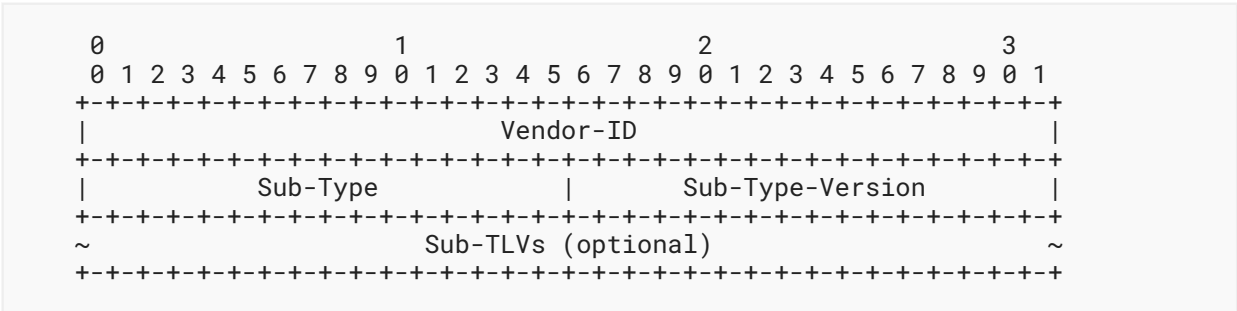 0                   1                   2                   3
 0 1 2 3 4 5 6 7 8 9 0 1 2 3 4 5 6 7 8 9 0 1 2 3 4 5 6 7 8 9 0 1
+-+-+-+-+-+-+-+-+-+-+-+-+-+-+-+-+-+-+-+-+-+-+-+-+-+-+-+-+-+-+-+-+
|                           Vendor-ID                           |
+-+-+-+-+-+-+-+-+-+-+-+-+-+-+-+-+-+-+-+-+-+-+-+-+-+-+-+-+-+-+-+-+
|           Sub-Type            |       Sub-Type-Version        |
+-+-+-+-+-+-+-+-+-+-+-+-+-+-+-+-+-+-+-+-+-+-+-+-+-+-+-+-+-+-+-+-+
~                      Sub-TLVs (optional)                      ~
+-+-+-+-+-+-+-+-+-+-+-+-+-+-+-+-+-+-+-+-+-+-+-+-+-+-+-+-+-+-+-+-+